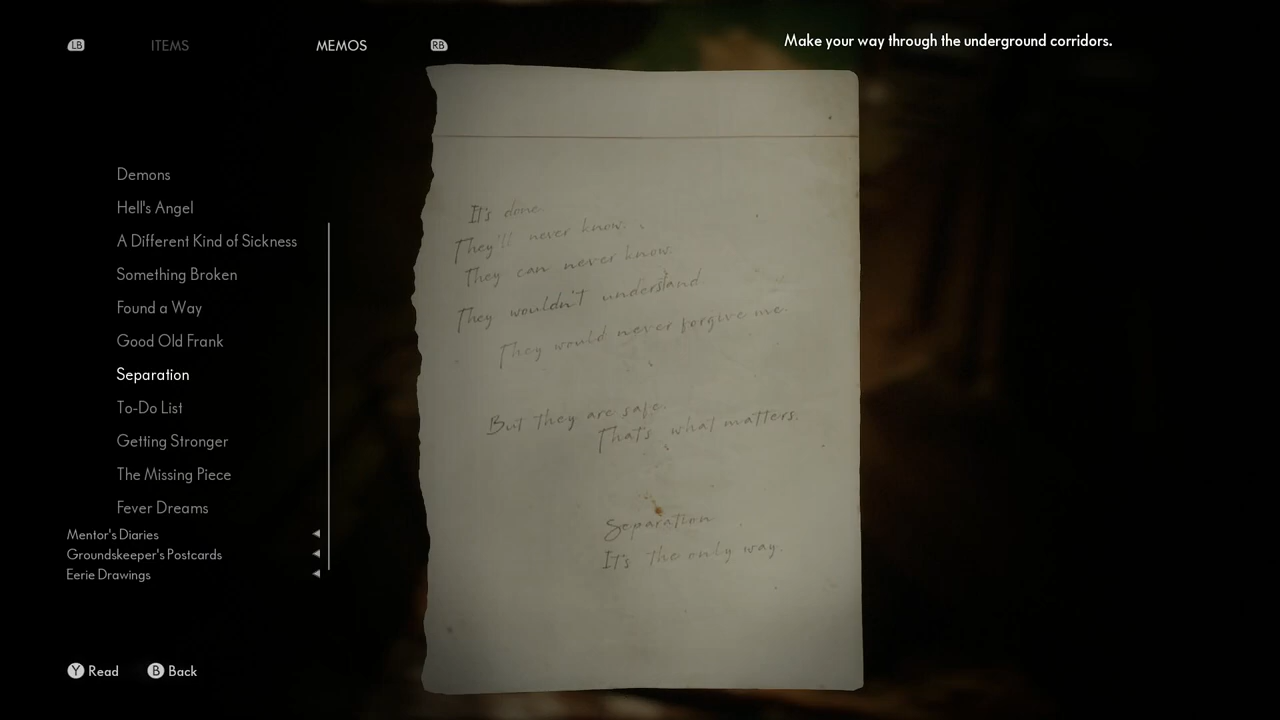 LB ITEMS MEMOS RB
Make your way through the underground corridors.
Demons
Hell's Angel
A Different Kind of Sickness
Something Broken
Found a Way
Good Old Frank
Separation
To-Do List
Getting Stronger
The Missing Piece
Fever Dreams
Mentor's Diaries
Groundskeeper's Postcards
Eerie Drawings
Y Read B Back
It's done.
They'll never know.
They can never know.
They wouldn't understand
They would never forgive me.
But they are safe.
That's what matters.
Separation
It's the only way.